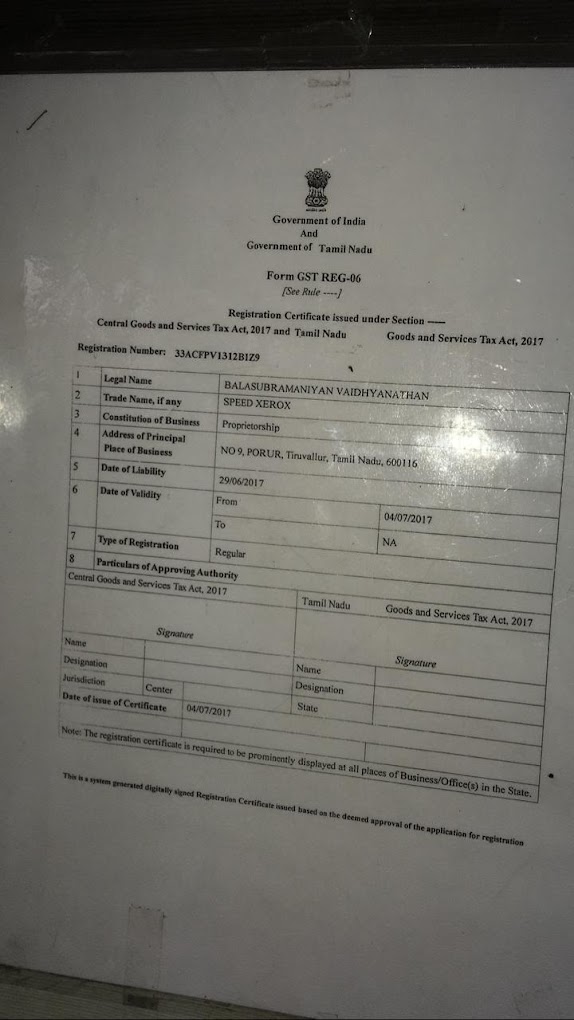 Government of India
And
Government of Tamil Nadu
Form GST REG-06
[See Rule ----]
Registration Certificate issued under Section ----
Central Goods and Services Tax Act, 2017 and Tamil Nadu Goods and Services Tax Act, 2017
Registration Number: 33ACFPV1312B1Z9
1 Legal Name BALASUBRAMANIYAN VAIDHYANATHAN
2 Trade Name, if any SPEED XEROX
3 Constitution of Business Proprietorship
4 Address of Principal
Place of Business NO 9, PORUR, Tiruvallur, Tamil Nadu, 600116
5 Date of Liability 29/06/2017
6 Date of Validity From 04/07/2017
To NA
7 Type of Registration Regular
8 Particulars of Approving Authority
Central Goods and Services Tax Act, 2017 Tamil Nadu Goods and Services Tax Act, 2017
Signature Signature
Name Name
Designation Designation
Jurisdiction Center State
Date of issue of Certificate 04/07/2017
Note: The registration certificate is required to be prominently displayed at all places of Business/Office(s) in the State.
This is a system generated digitally signed Registration Certificate issued based on the deemed approval of the application for registration